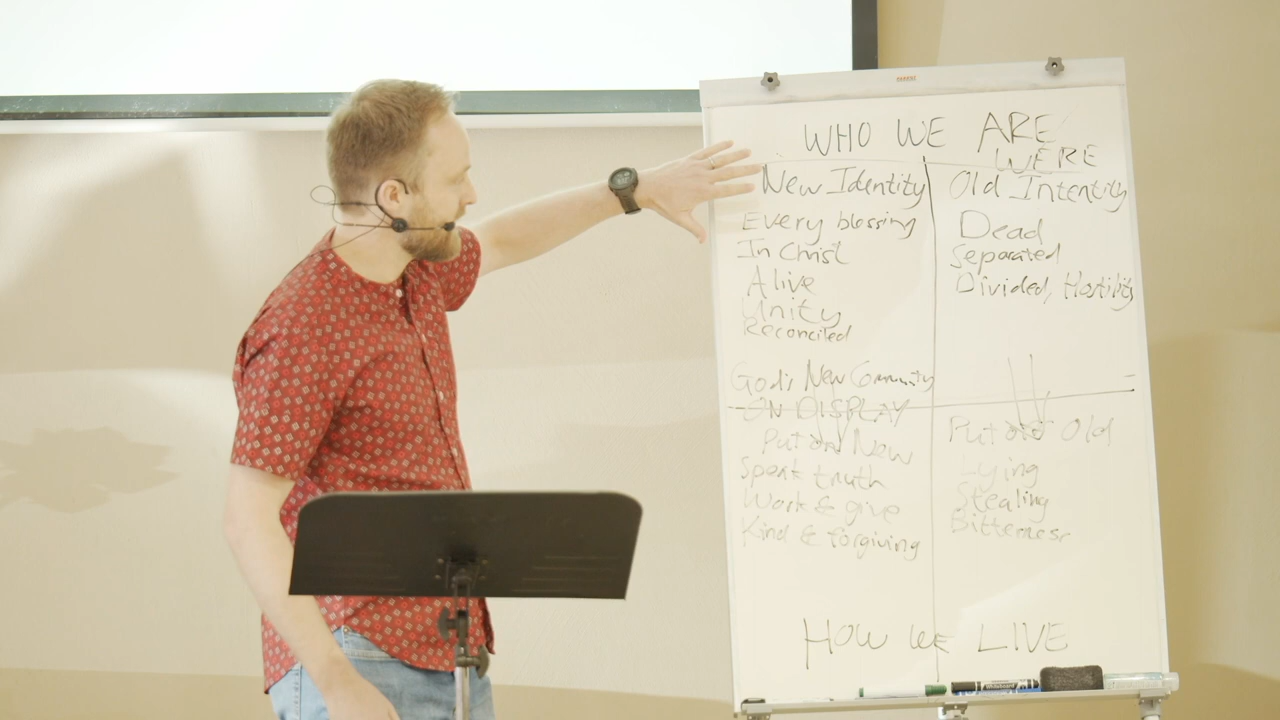 WHO WE ARE
WERE
New Identity
Every blessing
In Christ
Alive
Unity
Reconciled
God's New Community
ON DISPLAY
Put on New
Speak truth
Work & give
Kind & forgiving
Old Intentity
Dead
Separated
Divided, Hostility
Put off Old
Lying
Stealing
Bitterness
HOW WE LIVE